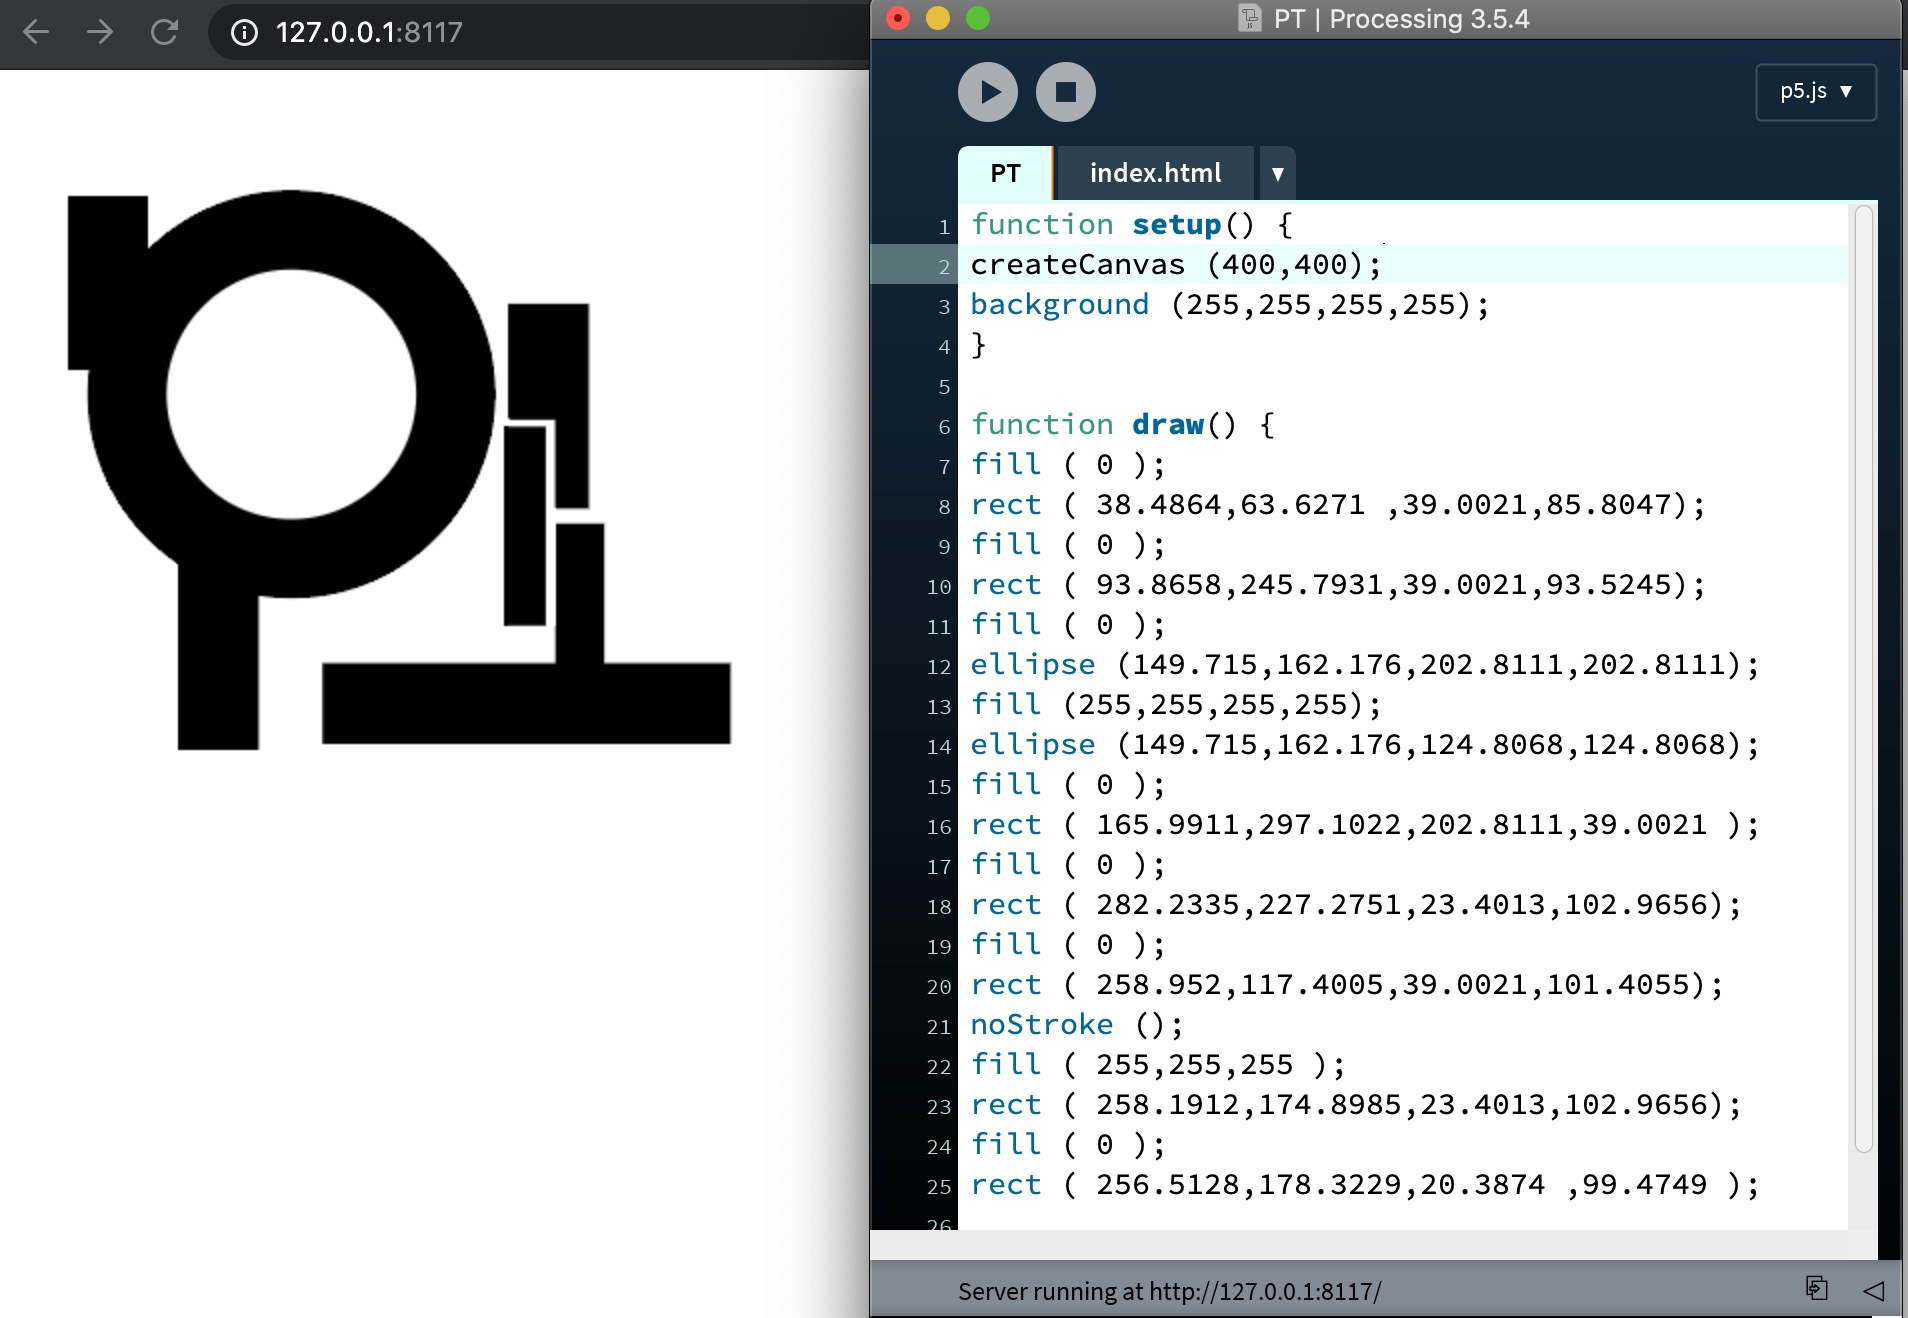 127.0.0.1:8117
PT | Processing 3.5.4
p5.js ▼
PT
index.html
▼
1 function setup() {
2 createCanvas (400,400);
3 background (255,255,255,255);
4 }
5
6 function draw() {
7 fill ( 0 );
8 rect ( 38.4864,63.6271 ,39.0021,85.8047);
9 fill ( 0 );
10 rect ( 93.8658,245.7931,39.0021,93.5245);
11 fill ( 0 );
12 ellipse (149.715,162.176,202.8111,202.8111);
13 fill (255,255,255,255);
14 ellipse (149.715,162.176,124.8068,124.8068);
15 fill ( 0 );
16 rect ( 165.9911,297.1022,202.8111,39.0021 );
17 fill ( 0 );
18 rect ( 282.2335,227.2751,23.4013,102.9656);
19 fill ( 0 );
20 rect ( 258.952,117.4005,39.0021,101.4055);
21 noStroke ();
22 fill ( 255,255,255 );
23 rect ( 258.1912,174.8985,23.4013,102.9656);
24 fill ( 0 );
25 rect ( 256.5128,178.3229,20.3874 ,99.4749 );
26
Server running at http://127.0.0.1:8117/